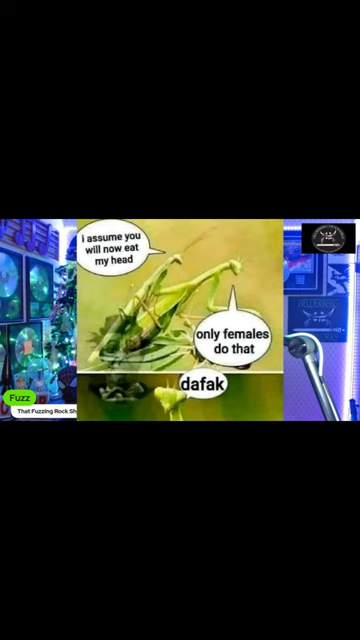 i assume you
will now eat
my head
only females
do that
dafak
Fuzz
That Fuzzing Rock Sh